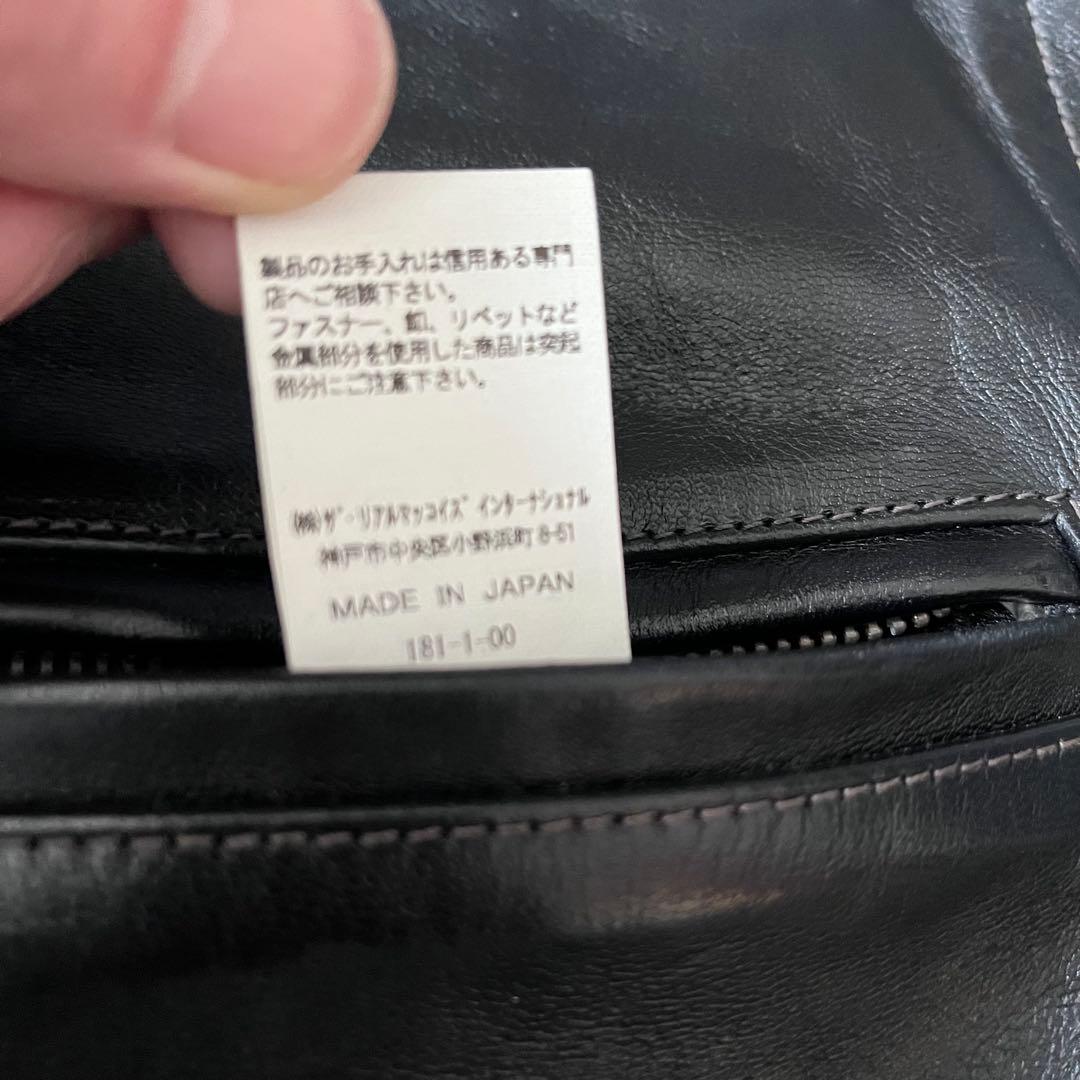 製品のお手入れは信用ある専門
店へご相談下さい。
ファスナー、釦、リベットなど
金属部分を使用した商品は突起
部分にご注意下さい。
㈱ザ・リアルマッコイズ インターナショナル
神戸市中央区小野浜町8-51
MADE IN JAPAN
181-1-00